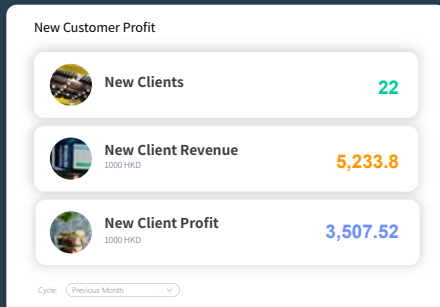 New Customer Profit
New Clients
22
New Client Revenue
1000 HKD
5,233.8
New Client Profit
1000 HKD
3,507.52
Cycle: Previous Month